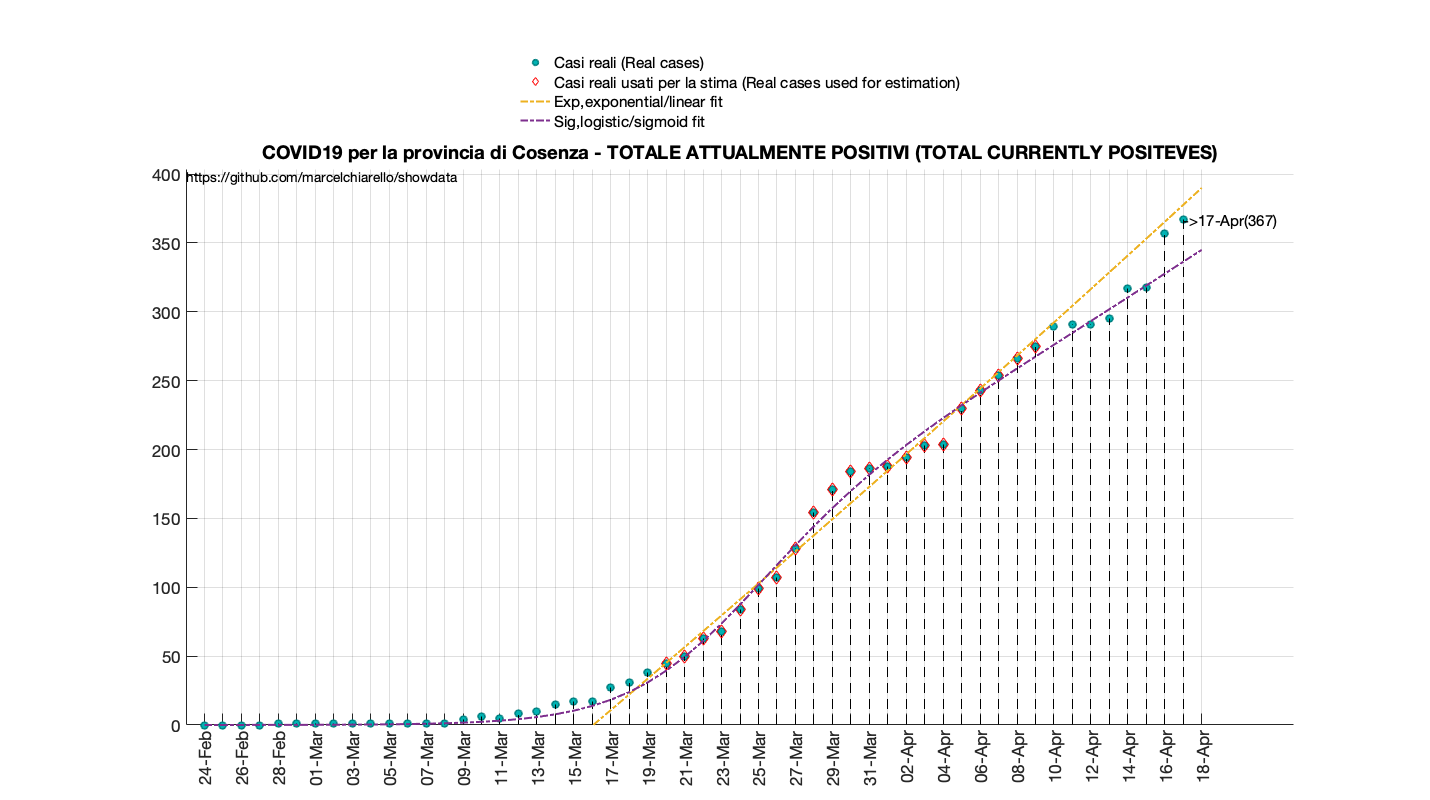 Casi reali (Real cases)
Casi reali usati per la stima (Real cases used for estimation)
Exp,exponential/linear fit
Sig,logistic/sigmoid fit
COVID19 per la provincia di Cosenza - TOTALE ATTUALMENTE POSITIVI (TOTAL CURRENTLY POSITEVES)
https://github.com/marcelchiarello/showdata
400
350
->17-Apr(367)
300
250
200
150
100
50
0
24-Feb
26-Feb
28-Feb
01-Mar
03-Mar
05-Mar
07-Mar
09-Mar
11-Mar
13-Mar
15-Mar
17-Mar
19-Mar
21-Mar
23-Mar
25-Mar
27-Mar
29-Mar
31-Mar
02-Apr
04-Apr
06-Apr
08-Apr
10-Apr
12-Apr
14-Apr
16-Apr
18-Apr